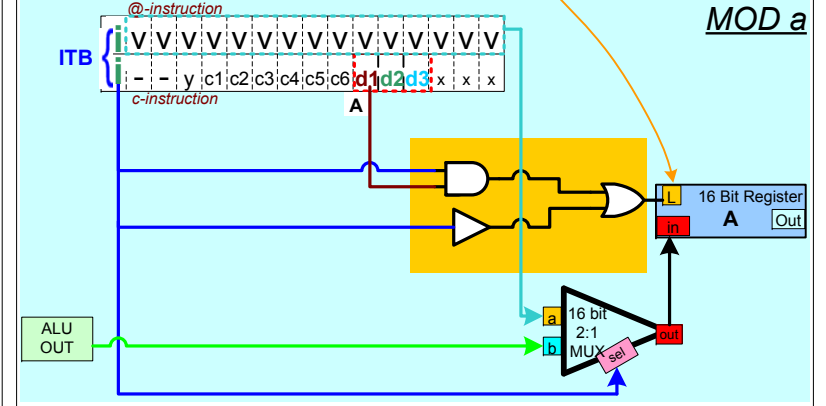 @-instruction
MOD a
ITB
i V V V V V V V V V V V V V V V
i - - y c1 c2 c3 c4 c5 c6 d1 d2 d3 x x x
c-instruction
A
L
16 Bit Register
A
Out
in
ALU
OUT
a
b
16 bit
2:1
MUX
sel
out